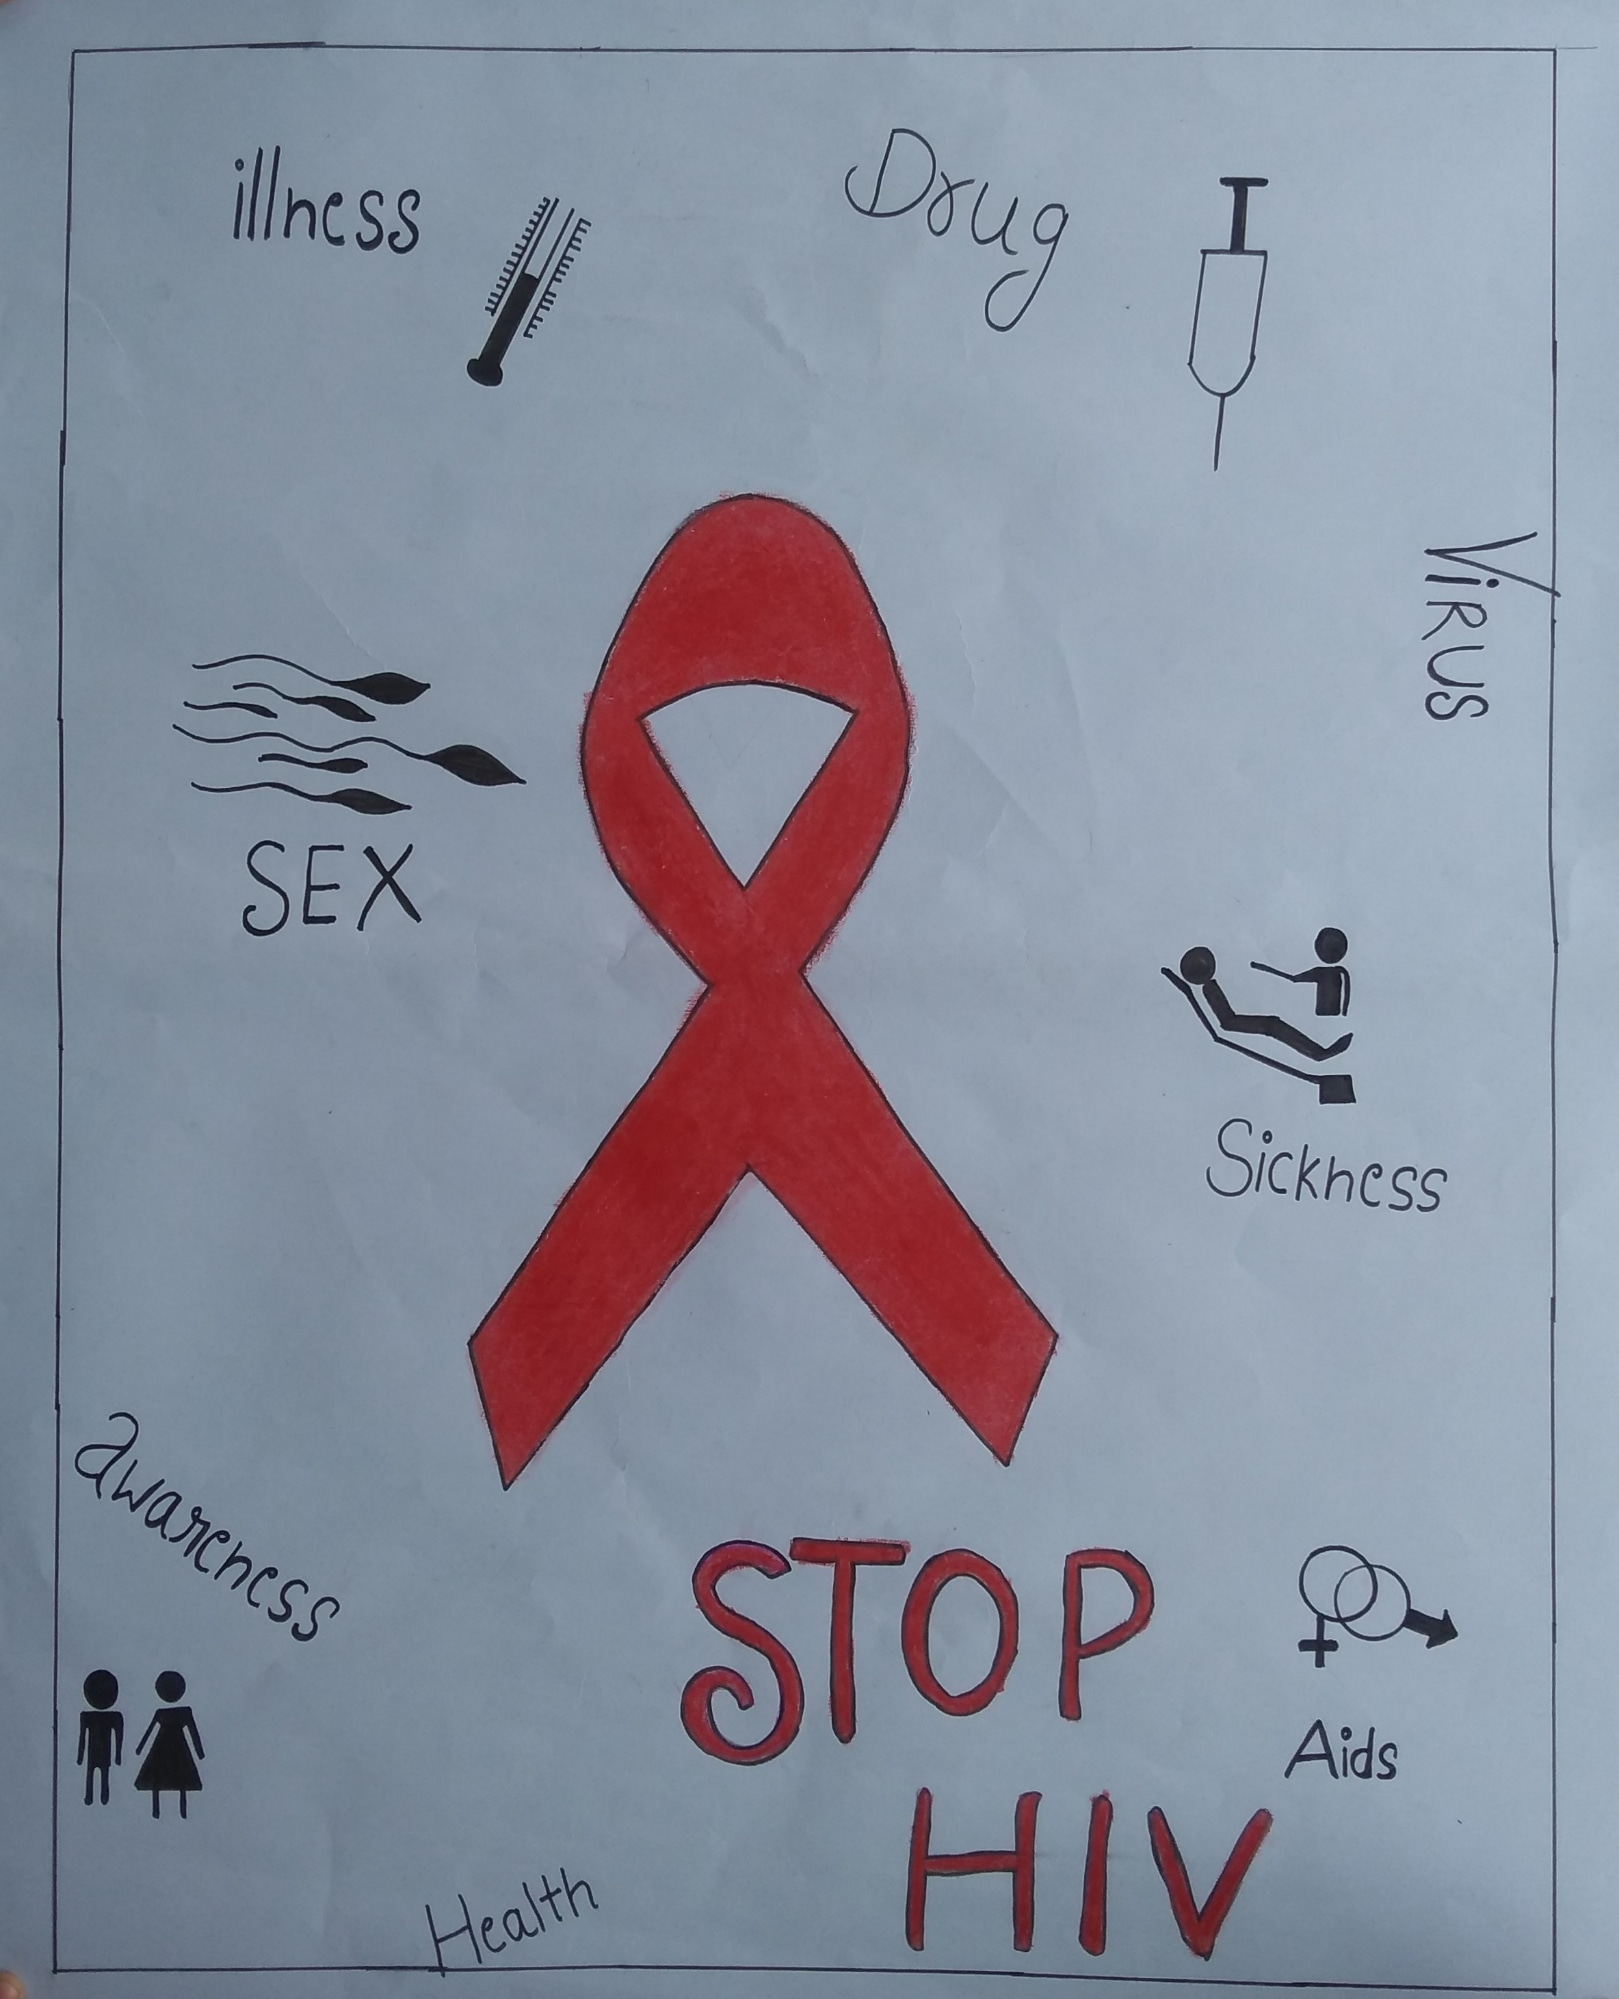 illness
Drug
ViRUS
SEX
Sickness
awareness
STOP
Aids
HIV
Health